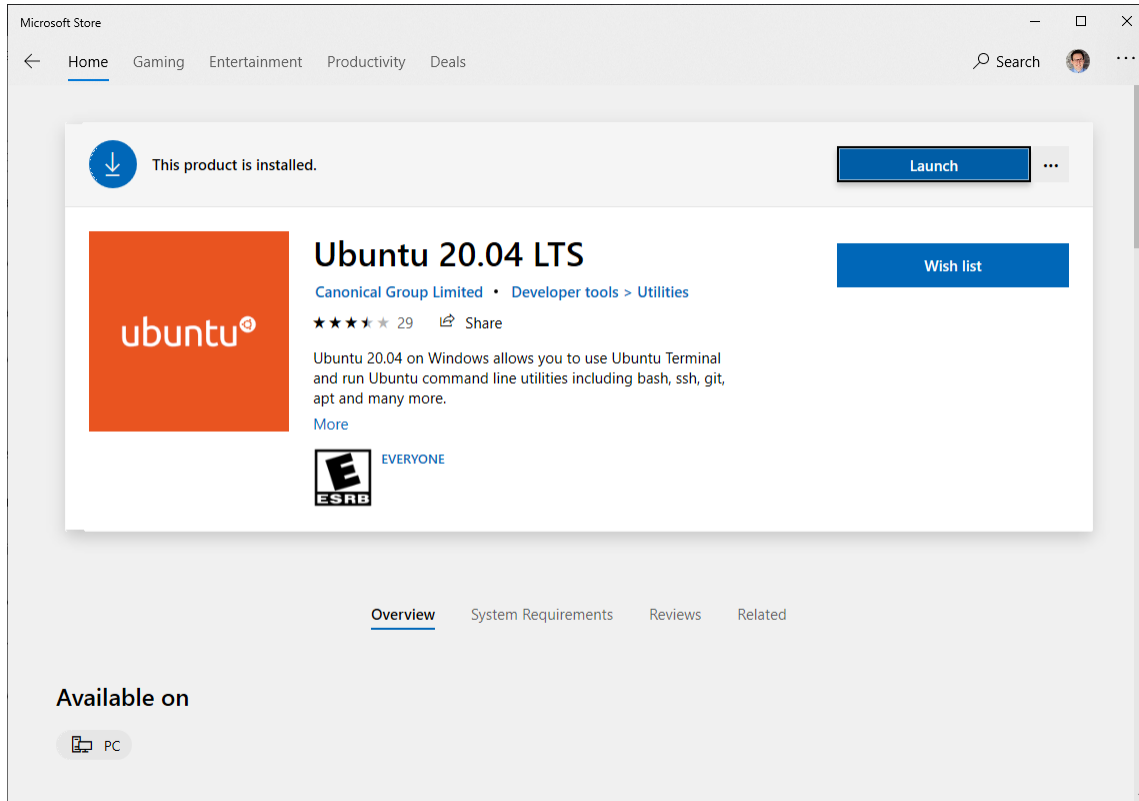 Microsoft Store
Home Gaming Entertainment Productivity Deals Search
This product is installed. Launch
ubuntu
Ubuntu 20.04 LTS
Wish list
Canonical Group Limited • Developer tools > Utilities
29 Share
Ubuntu 20.04 on Windows allows you to use Ubuntu Terminal
and run Ubuntu command line utilities including bash, ssh, git,
apt and many more.
More
E EVERYONE
ESRB
Overview System Requirements Reviews Related
Available on
PC